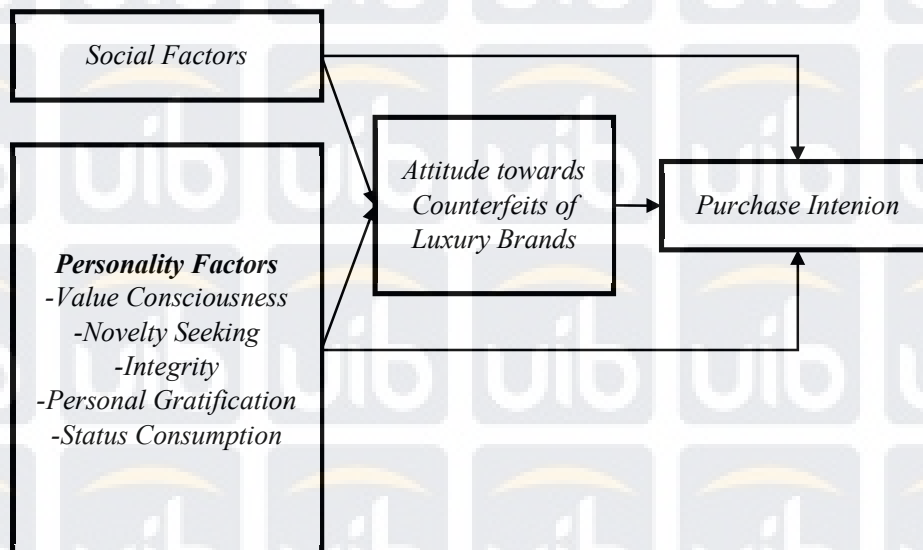 Social Factors
Attitude towards
Counterfeits of
Luxury Brands
Purchase Intenion
Personality Factors
-Value Consciousness
-Novelty Seeking
-Integrity
-Personal Gratification
-Status Consumption
uib